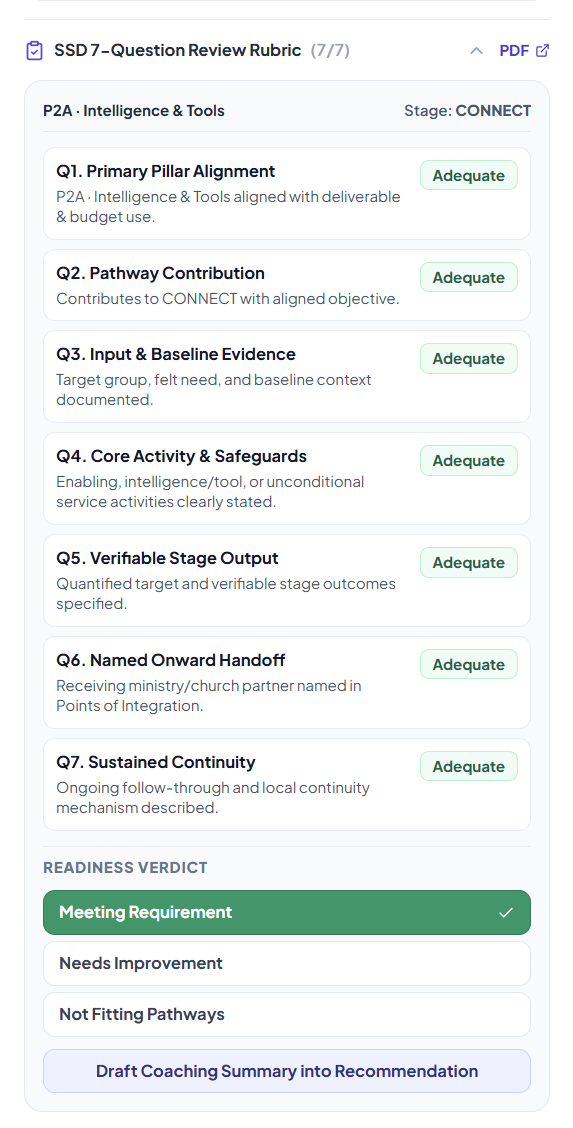 SSD 7-Question Review Rubric (7/7) PDF
P2A · Intelligence & Tools Stage: CONNECT
Q1. Primary Pillar Alignment Adequate
P2A · Intelligence & Tools aligned with deliverable
& budget use.
Q2. Pathway Contribution Adequate
Contributes to CONNECT with aligned objective.
Q3. Input & Baseline Evidence Adequate
Target group, felt need, and baseline context
documented.
Q4. Core Activity & Safeguards Adequate
Enabling, intelligence/tool, or unconditional
service activities clearly stated.
Q5. Verifiable Stage Output Adequate
Quantified target and verifiable stage outcomes
specified.
Q6. Named Onward Handoff Adequate
Receiving ministry/church partner named in
Points of Integration.
Q7. Sustained Continuity Adequate
Ongoing follow-through and local continuity
mechanism described.
READINESS VERDICT
Meeting Requirement
Needs Improvement
Not Fitting Pathways
Draft Coaching Summary into Recommendation